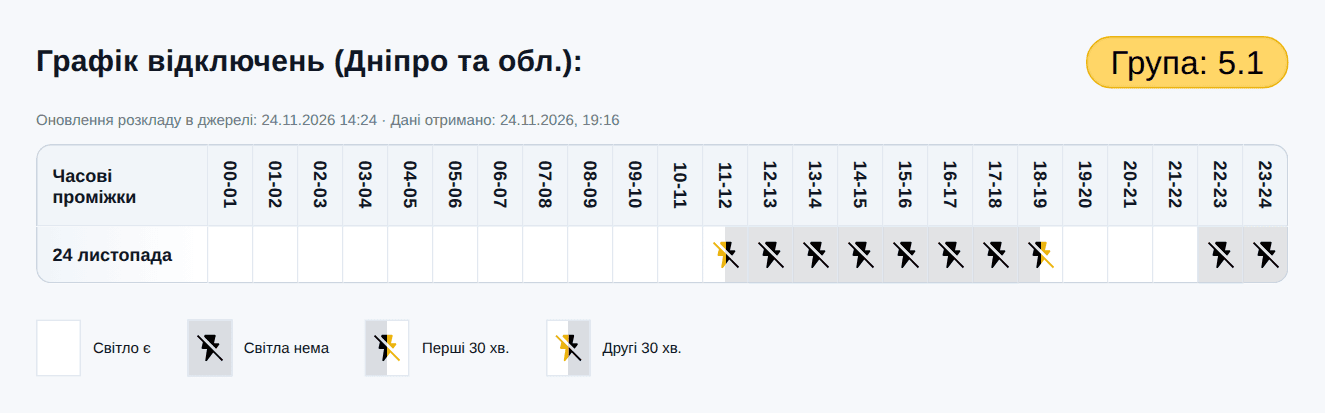 Графік відключень (Дніпро та обл.):
Група: 5.1
Оновлення розкладу в джерелі: 24.11.2026 14:24 · Дані отримано: 24.11.2026, 19:16
Часові
проміжки
00-01
01-02
02-03
03-04
04-05
05-06
06-07
07-08
08-09
09-10
10-11
11-12
12-13
13-14
14-15
15-16
16-17
17-18
18-19
19-20
20-21
21-22
22-23
23-24
24 листопада
Світло є
Світла нема
Перші 30 хв.
Другі 30 хв.